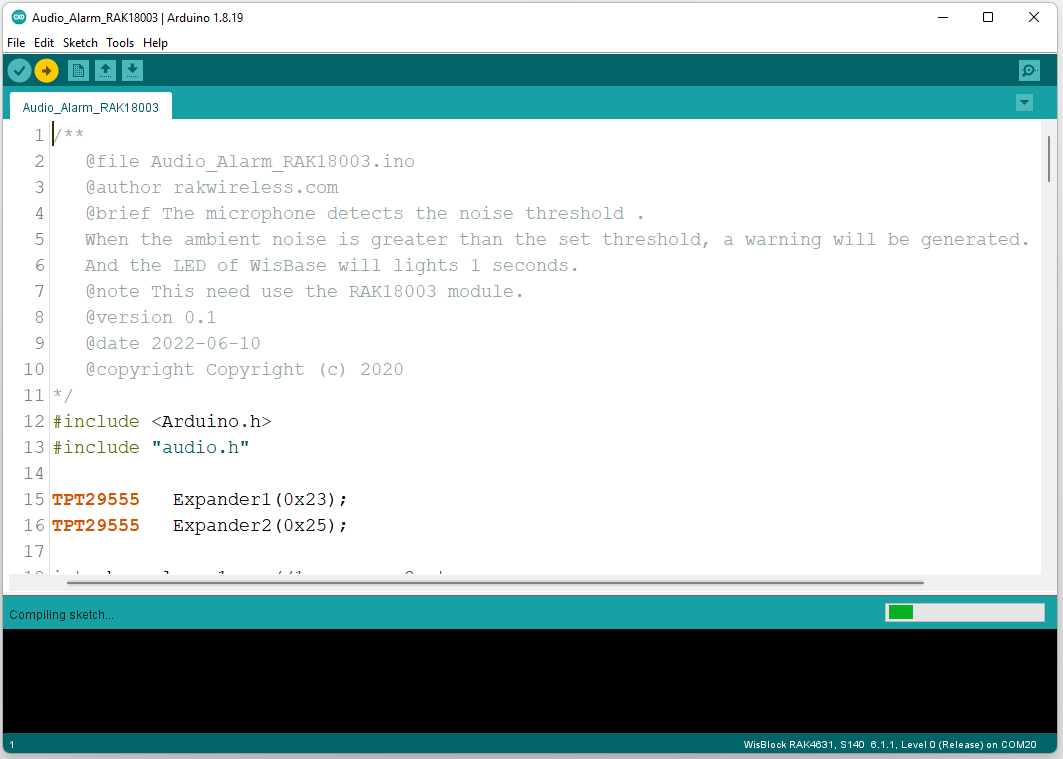 Audio_Alarm_RAK18003 | Arduino 1.8.19
File Edit Sketch Tools Help
Audio_Alarm_RAK18003
1 /**
2 @file Audio_Alarm_RAK18003.ino
3 @author rakwireless.com
4 @brief The microphone detects the noise threshold .
5 When the ambient noise is greater than the set threshold, a warning will be generated.
6 And the LED of WisBase will lights 1 seconds.
7 @note This need use the RAK18003 module.
8 @version 0.1
9 @date 2022-06-10
10 @copyright Copyright (c) 2020
11 */
12 #include <Arduino.h>
13 #include "audio.h"
14
15 TPT29555 Expander1(0x23);
16 TPT29555 Expander2(0x25);
17
Compiling sketch...
1 WisBlock RAK4631, S140 6.1.1, Level 0 (Release) on COM20